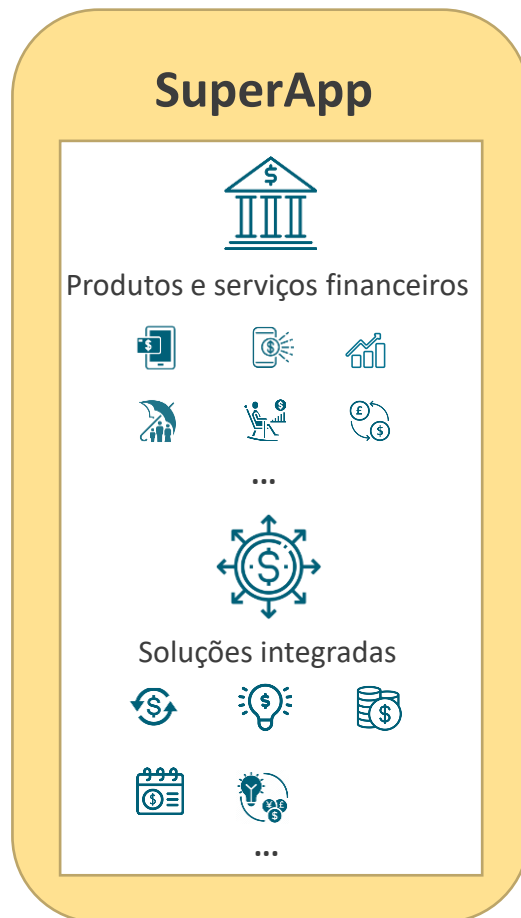 SuperApp
Produtos e serviços financeiros
...
Soluções integradas
...